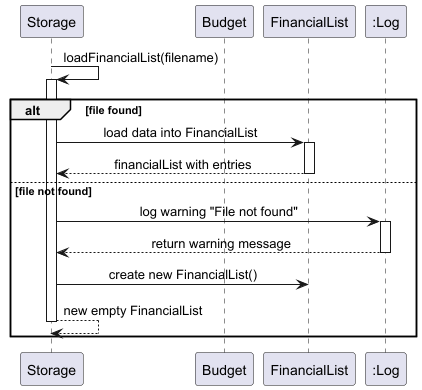 Storage Budget FinancialList :Log
loadFinancialList(filename)
alt [file found]
load data into FinancialList
financialList with entries
[file not found]
log warning "File not found"
return warning message
create new FinancialList()
new empty FinancialList
Storage Budget FinancialList :Log